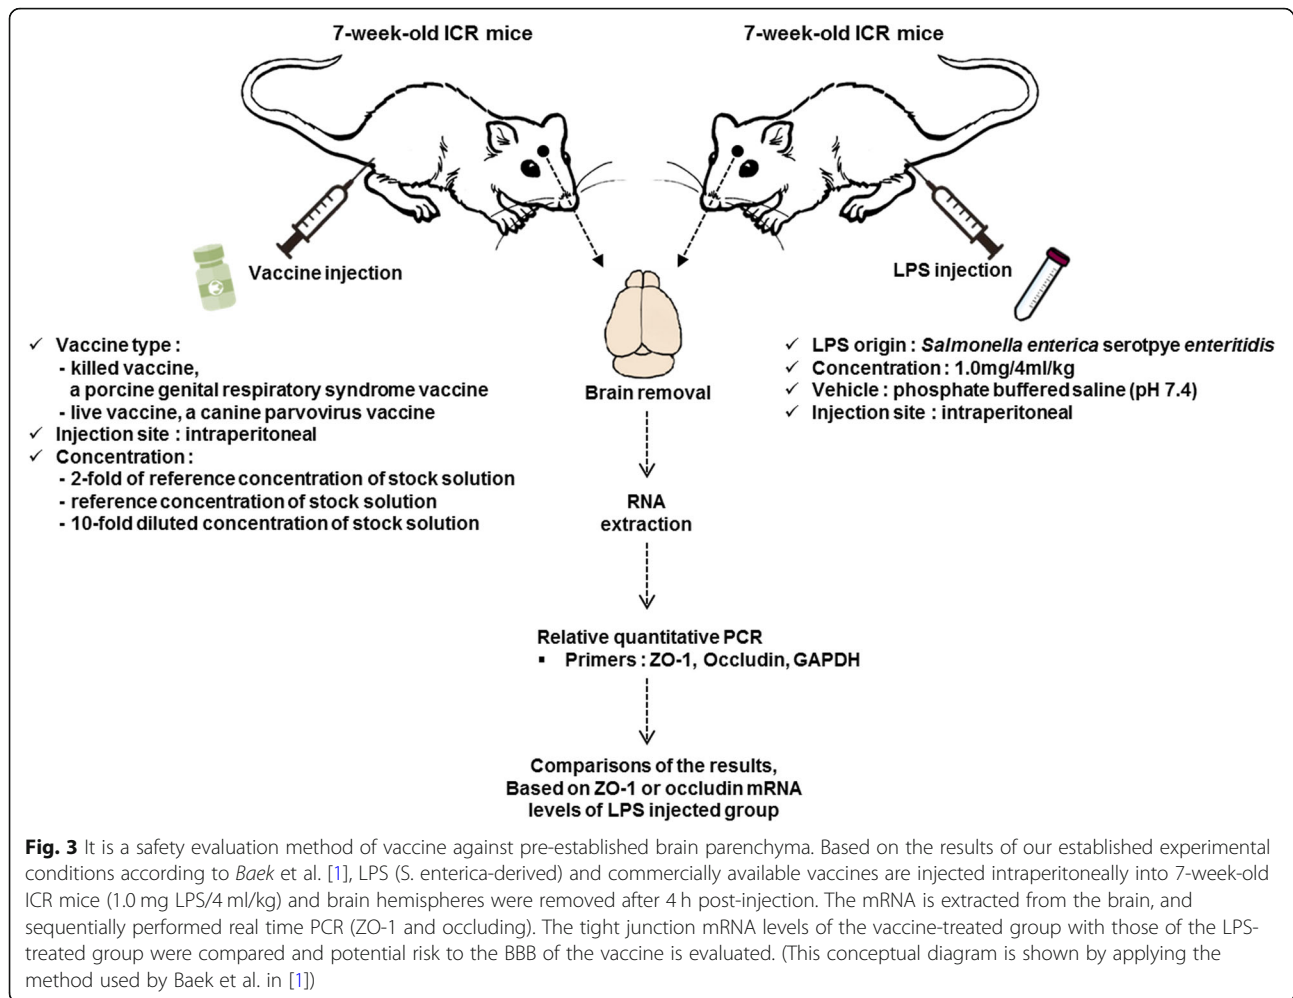 7-week-old ICR mice
7-week-old ICR mice
Vaccine injection
LPS injection
✓ Vaccine type :
- killed vaccine,
a porcine genital respiratory syndrome vaccine
- live vaccine, a canine parvovirus vaccine
✓ Injection site : intraperitoneal
✓ Concentration :
- 2-fold of reference concentration of stock solution
- reference concentration of stock solution
- 10-fold diluted concentration of stock solution
✓ LPS origin : Salmonella enterica serotpye enteritidis
✓ Concentration : 1.0mg/4ml/kg
✓ Vehicle : phosphate buffered saline (pH 7.4)
✓ Injection site : intraperitoneal
Brain removal
RNA
extraction
Relative quantitative PCR
▪ Primers : ZO-1, Occludin, GAPDH
Comparisons of the results,
Based on ZO-1 or occludin mRNA
levels of LPS injected group
Fig. 3 It is a safety evaluation method of vaccine against pre-established brain parenchyma. Based on the results of our established experimental
conditions according to Baek et al. [1], LPS (S. enterica-derived) and commercially available vaccines are injected intraperitoneally into 7-week-old
ICR mice (1.0 mg LPS/4 ml/kg) and brain hemispheres were removed after 4 h post-injection. The mRNA is extracted from the brain, and
sequentially performed real time PCR (ZO-1 and occluding). The tight junction mRNA levels of the vaccine-treated group with those of the LPS-
treated group were compared and potential risk to the BBB of the vaccine is evaluated. (This conceptual diagram is shown by applying the
method used by Baek et al. in [1])